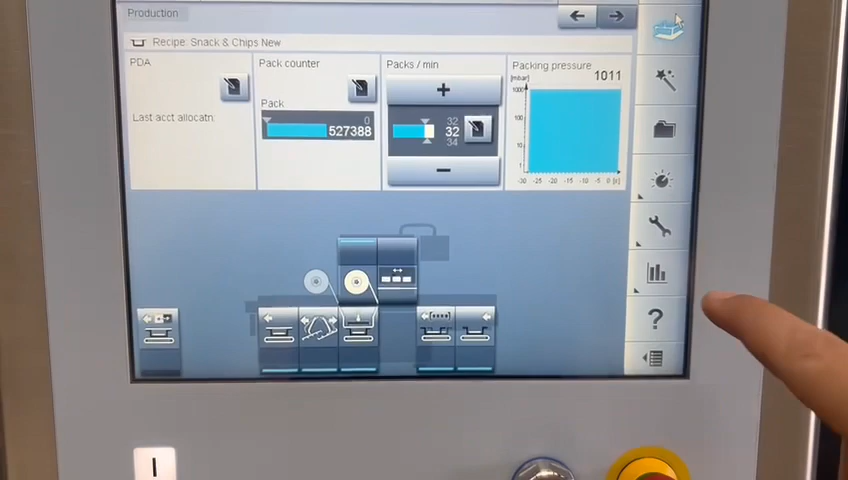 Production
Recipe: Snack & Chips New
PDA
Last acct allocatn
Pack counter
Pack
0
527388
Packs / min
+
32
32
34
−
Packing pressure
1011
[mbar]
1000
100
10
1
-30 -25 -20 -15 -10 -5 0 [s]
?
I